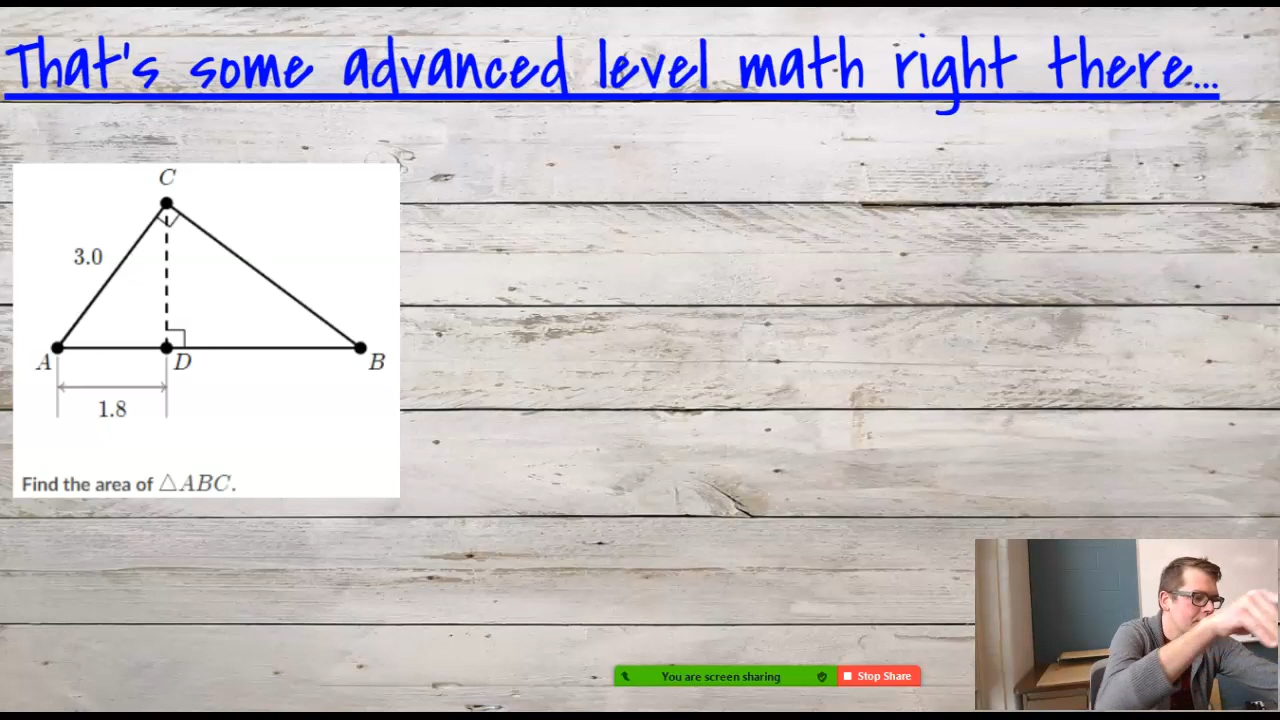 That's some advanced level math right there...
C
3.0
A
D
B
1.8
Find the area of △ABC.
You are screen sharing
Stop Share